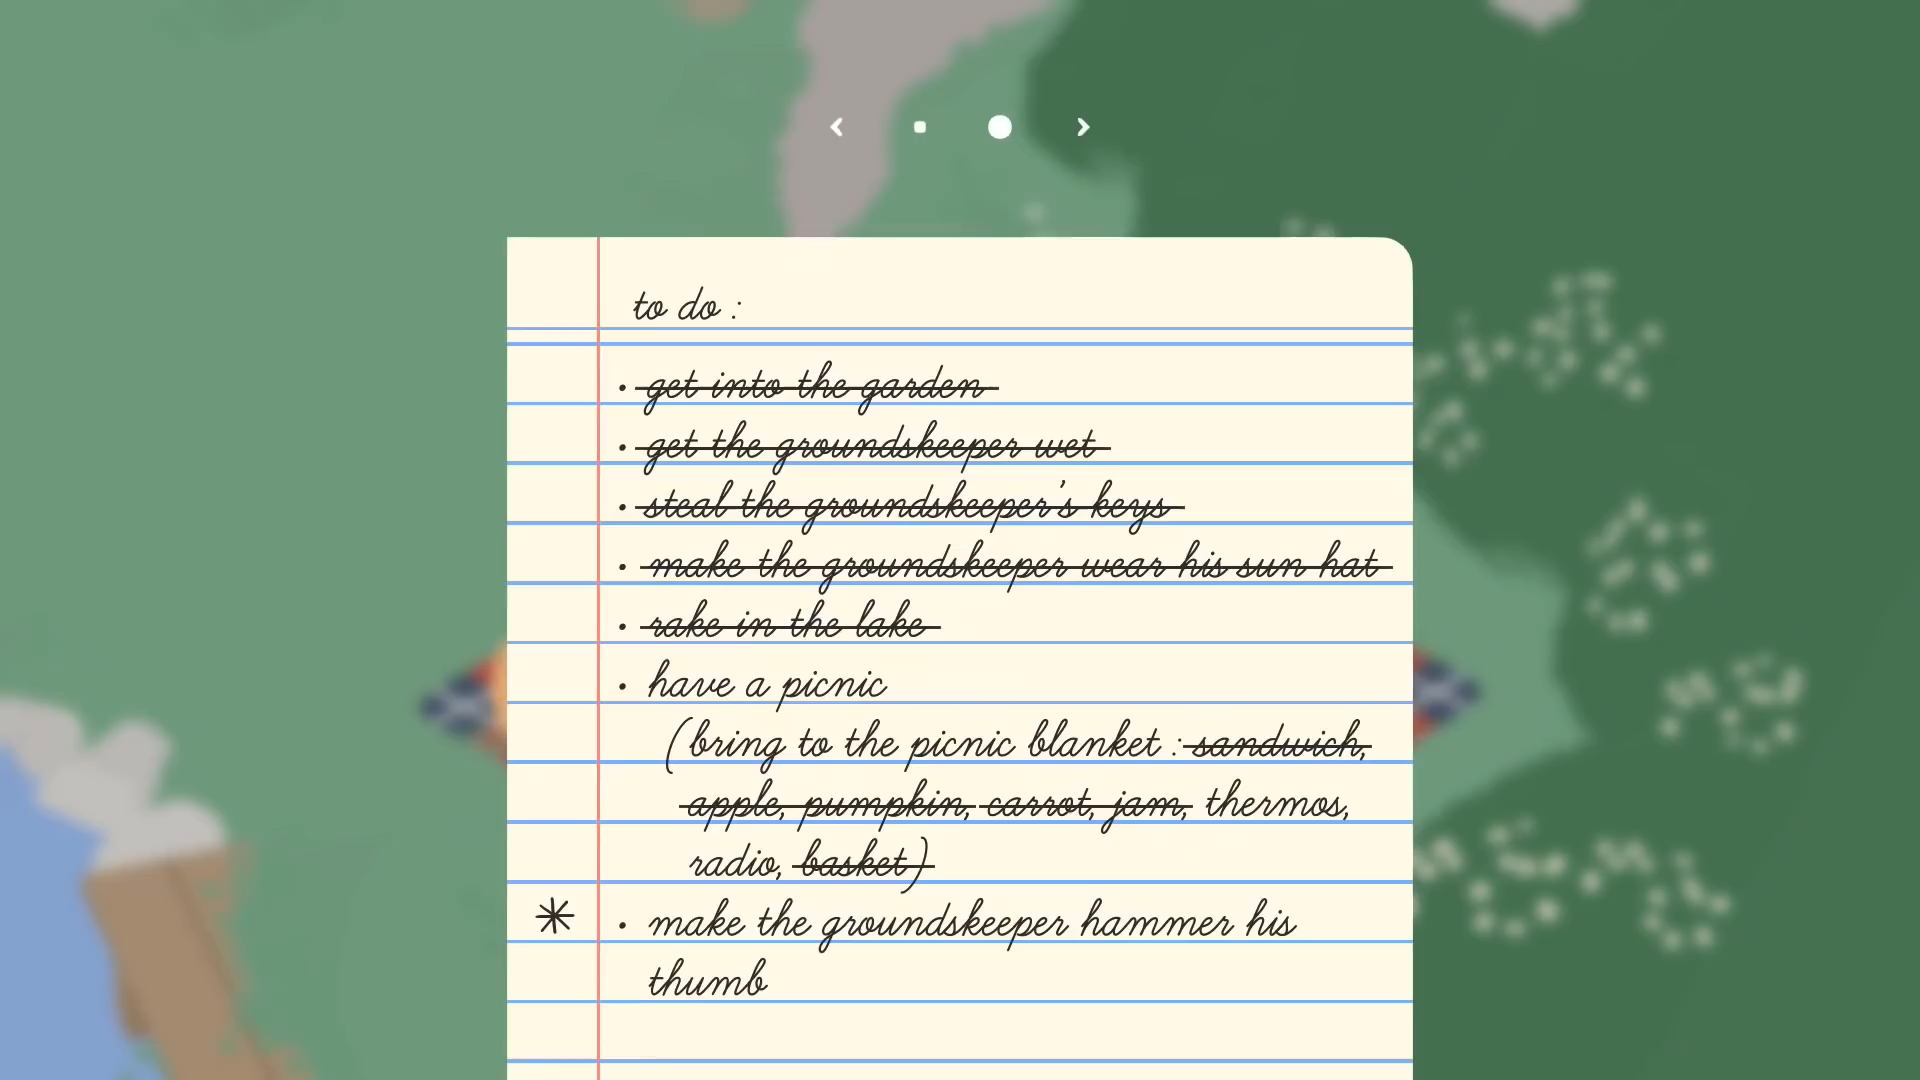 to do :
• get into the garden
• get the groundskeeper wet
• steal the groundskeeper's keys
• make the groundskeeper wear his sun hat
• rake in the lake
• have a picnic
(bring to the picnic blanket : sandwich,
apple, pumpkin, carrot, jam, thermos,
radio, basket)
• make the groundskeeper hammer his
thumb